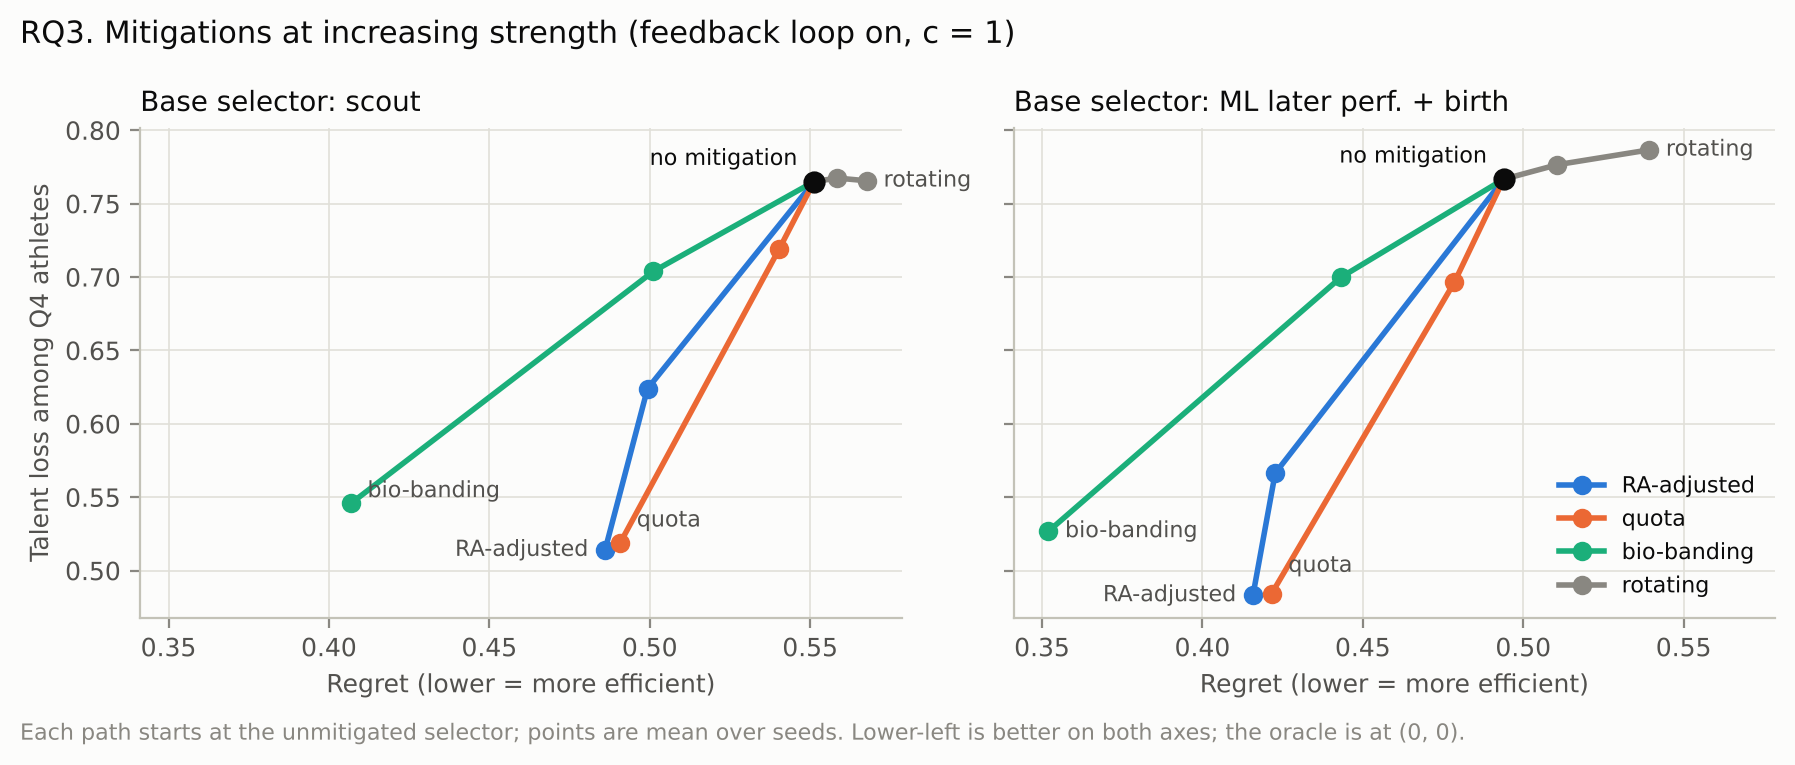 RQ3. Mitigations at increasing strength (feedback loop on, c = 1)
Base selector: scout
Talent loss among Q4 athletes
0.80
0.75
0.70
0.65
0.60
0.55
0.50
no mitigation
rotating
bio-banding
quota
RA-adjusted
0.35 0.40 0.45 0.50 0.55
Regret (lower = more efficient)
Base selector: ML later perf. + birth
no mitigation
rotating
bio-banding
quota
RA-adjusted
RA-adjusted
quota
bio-banding
rotating
0.35 0.40 0.45 0.50 0.55
Regret (lower = more efficient)
Each path starts at the unmitigated selector; points are mean over seeds. Lower-left is better on both axes; the oracle is at (0, 0).